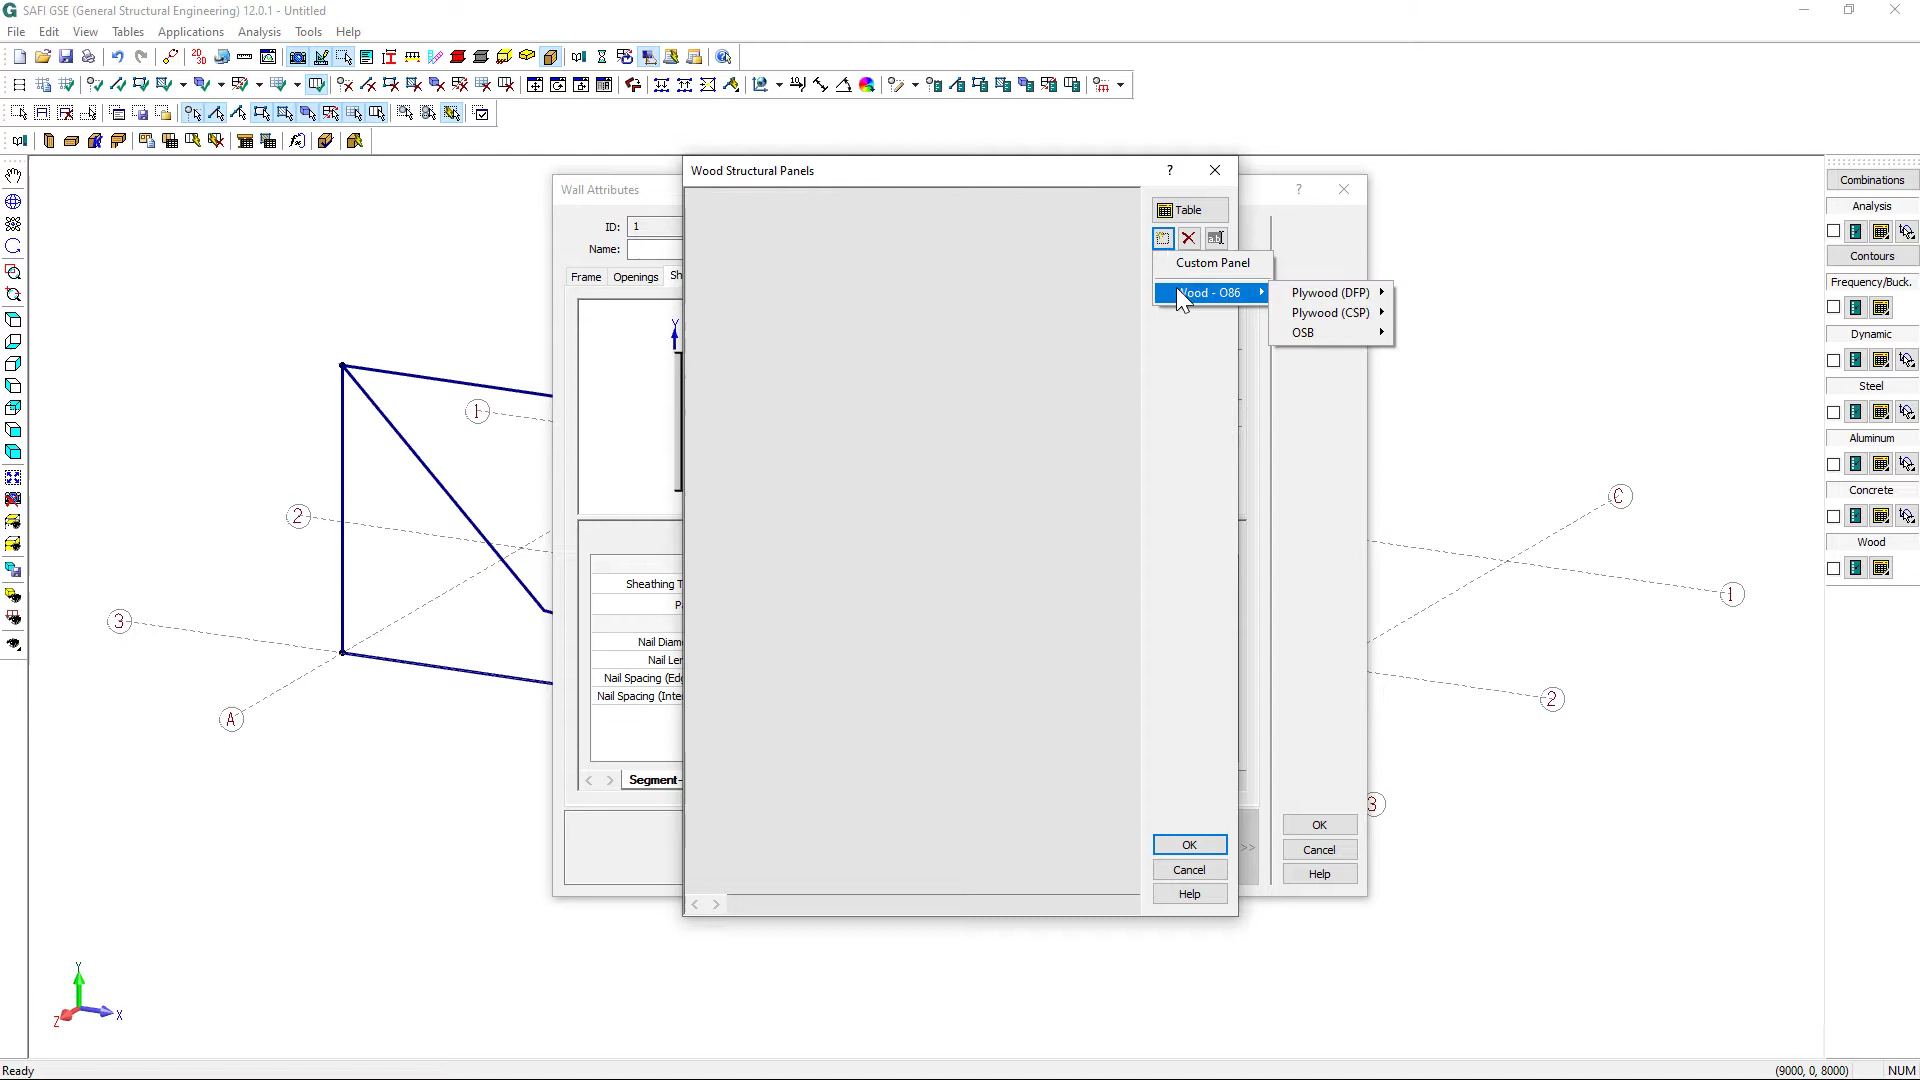 SAFI GSE (General Structural Engineering) 12.0.1 - Untitled
File Edit View Tables Applications Analysis Tools Help
Wood Structural Panels
Wall Attributes
ID: 1
Name:
Frame Openings Sh
Table
Custom Panel
Wood - O86
Plywood (DFP)
Plywood (CSP)
OSB
Combinations
Analysis
Contours
Frequency/Buck.
Dynamic
Steel
Aluminum
Concrete
Wood
Y
Sheathing T
P
Nail Diam
Nail Len
Nail Spacing (Edg
Nail Spacing (Inter
Segment-
OK
Cancel
Help
OK
Cancel
Help
>>
1
2
3
A
C
1
2
3
Y
X
Z
Ready
(9000, 0, 8000) NUM